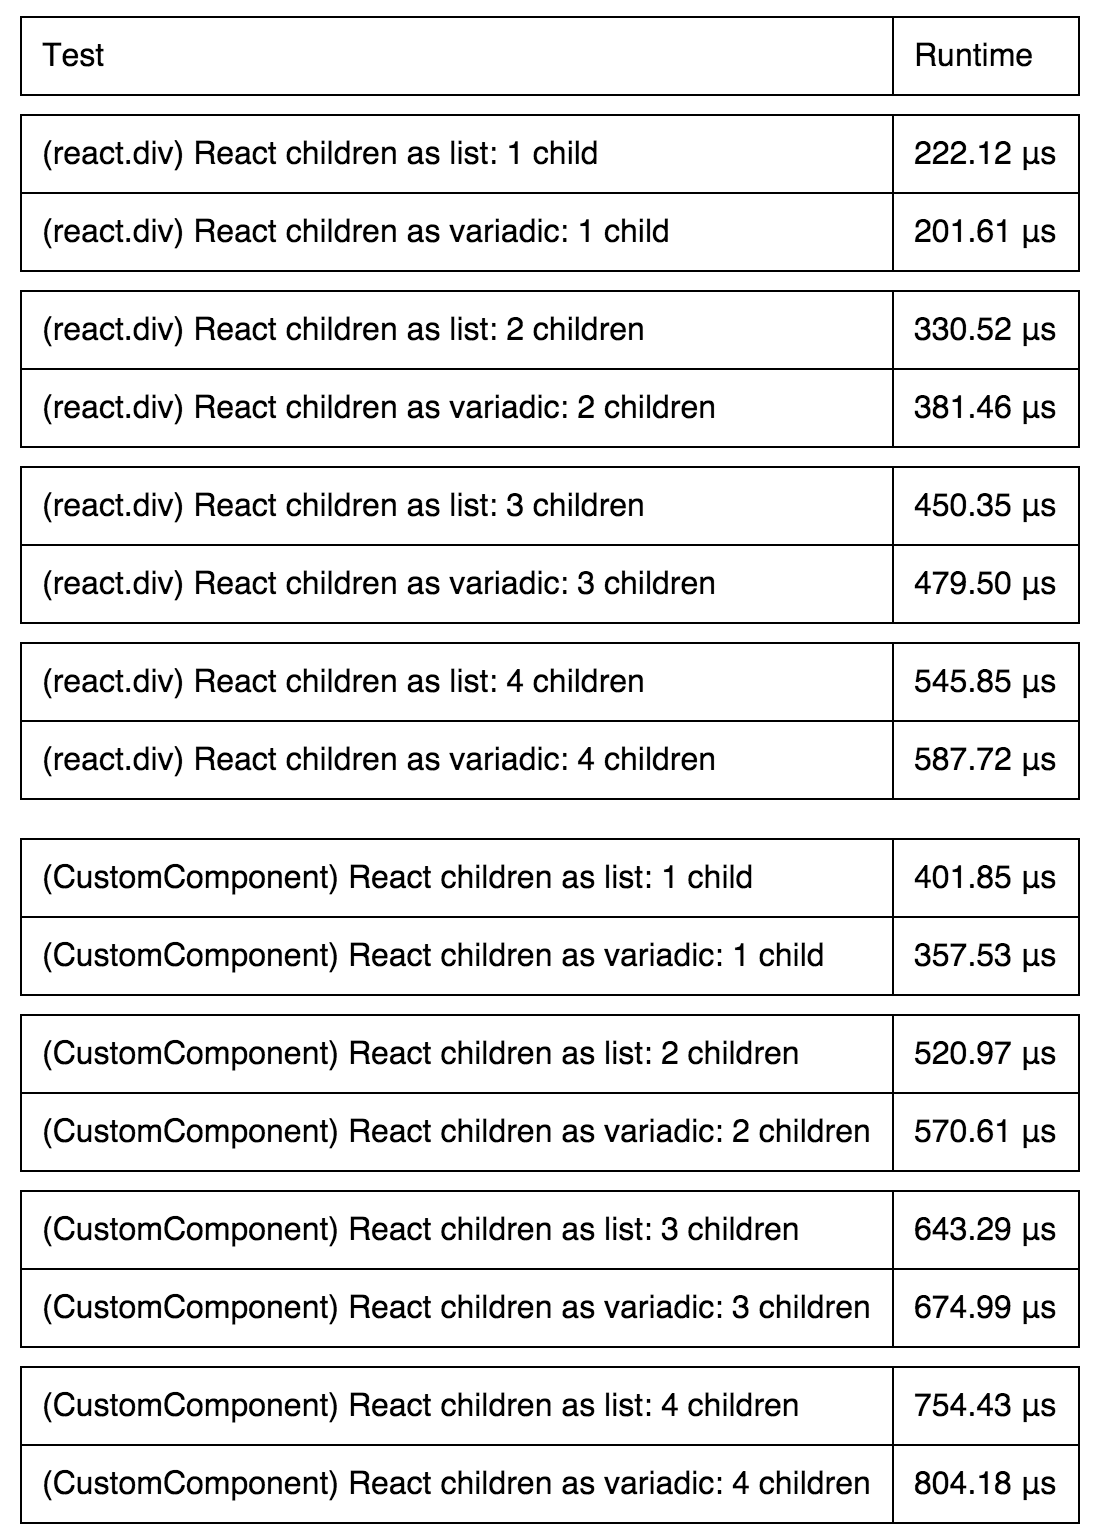 Test Runtime
(react.div) React children as list: 1 child 222.12 µs
(react.div) React children as variadic: 1 child 201.61 µs
(react.div) React children as list: 2 children 330.52 µs
(react.div) React children as variadic: 2 children 381.46 µs
(react.div) React children as list: 3 children 450.35 µs
(react.div) React children as variadic: 3 children 479.50 µs
(react.div) React children as list: 4 children 545.85 µs
(react.div) React children as variadic: 4 children 587.72 µs
(CustomComponent) React children as list: 1 child 401.85 µs
(CustomComponent) React children as variadic: 1 child 357.53 µs
(CustomComponent) React children as list: 2 children 520.97 µs
(CustomComponent) React children as variadic: 2 children 570.61 µs
(CustomComponent) React children as list: 3 children 643.29 µs
(CustomComponent) React children as variadic: 3 children 674.99 µs
(CustomComponent) React children as list: 4 children 754.43 µs
(CustomComponent) React children as variadic: 4 children 804.18 µs